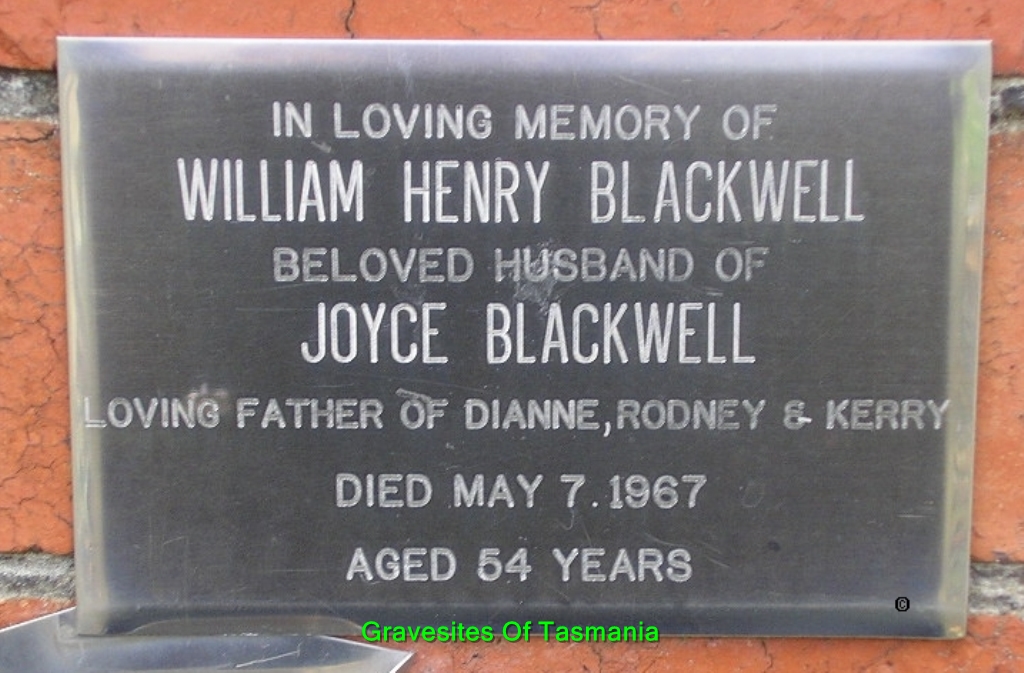 IN LOVING MEMORY OF
WILLIAM HENRY BLACKWELL
BELOVED HUSBAND OF
JOYCE BLACKWELL
LOVING FATHER OF DIANNE, RODNEY & KERRY
DIED MAY 7. 1967
AGED 54 YEARS
©
Gravesites Of Tasmania